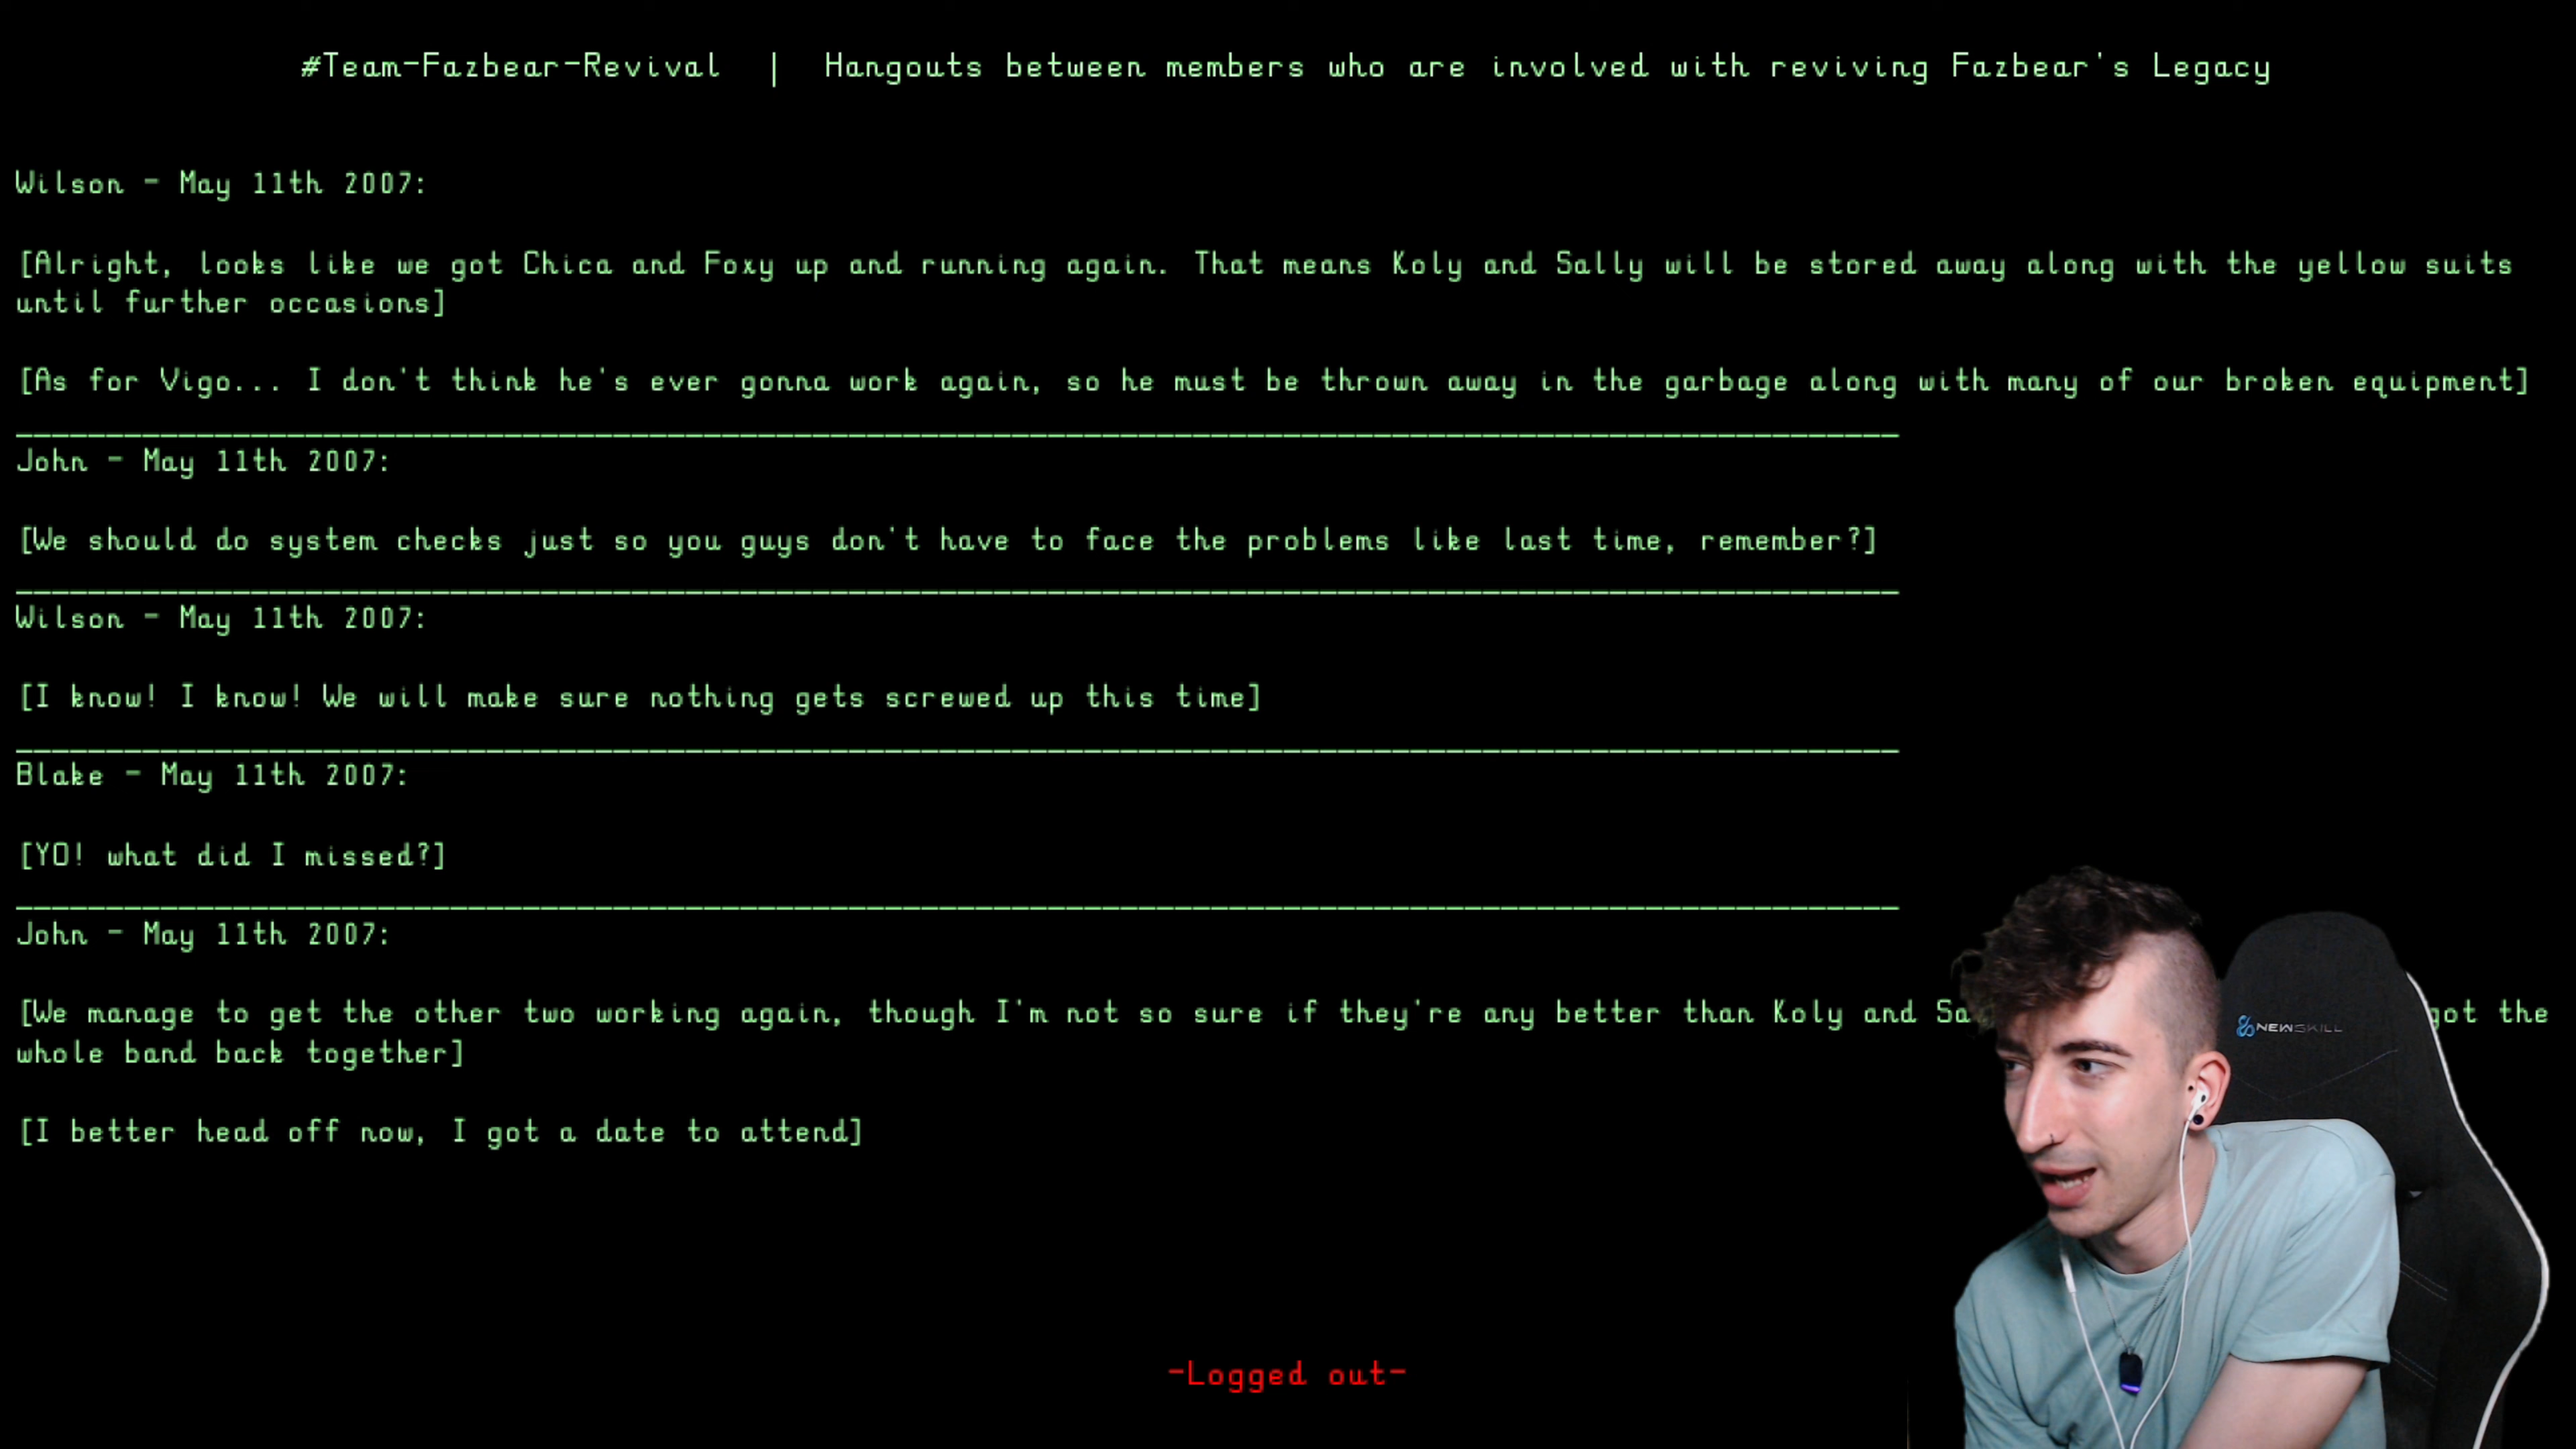 #Team-Fazbear-Revival | Hangouts between members who are involved with reviving Fazbear's Legacy
Wilson - May 11th 2007:
[Alright, looks like we got Chica and Foxy up and running again. That means Koly and Sally will be stored away along with the yellow suits
until further occasions]
[As for Vigo... I don't think he's ever gonna work again, so he must be thrown away in the garbage along with many of our broken equipment]
John - May 11th 2007:
[We should do system checks just so you guys don't have to face the problems like last time, remember?]
Wilson - May 11th 2007:
[I know! I know! We will make sure nothing gets screwed up this time]
Blake - May 11th 2007:
[YO! what did I missed?]
John - May 11th 2007:
[We manage to get the other two working again, though I'm not so sure if they're any better than Koly and got the
whole band back together]
[I better head off now, I got a date to attend]
NEWSKILL
-Logged out-